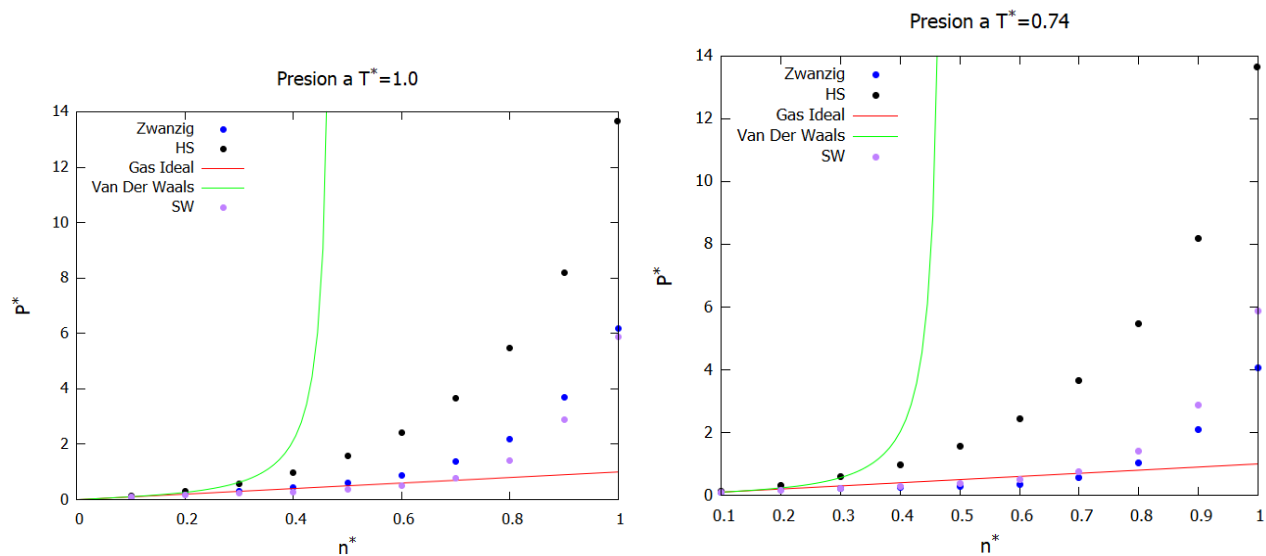 Presion a T*=1.0
14
12
10
8
6
4
2
0
P*
Zwanzig
HS
Gas Ideal
Van Der Waals
SW
0
0.2
0.4
0.6
0.8
1
n*
Presion a T*=0.74
14
12
10
8
6
4
2
0
P*
Zwanzig
HS
Gas Ideal
Van Der Waals
SW
0.1
0.2
0.3
0.4
0.5
0.6
0.7
0.8
0.9
1
n*